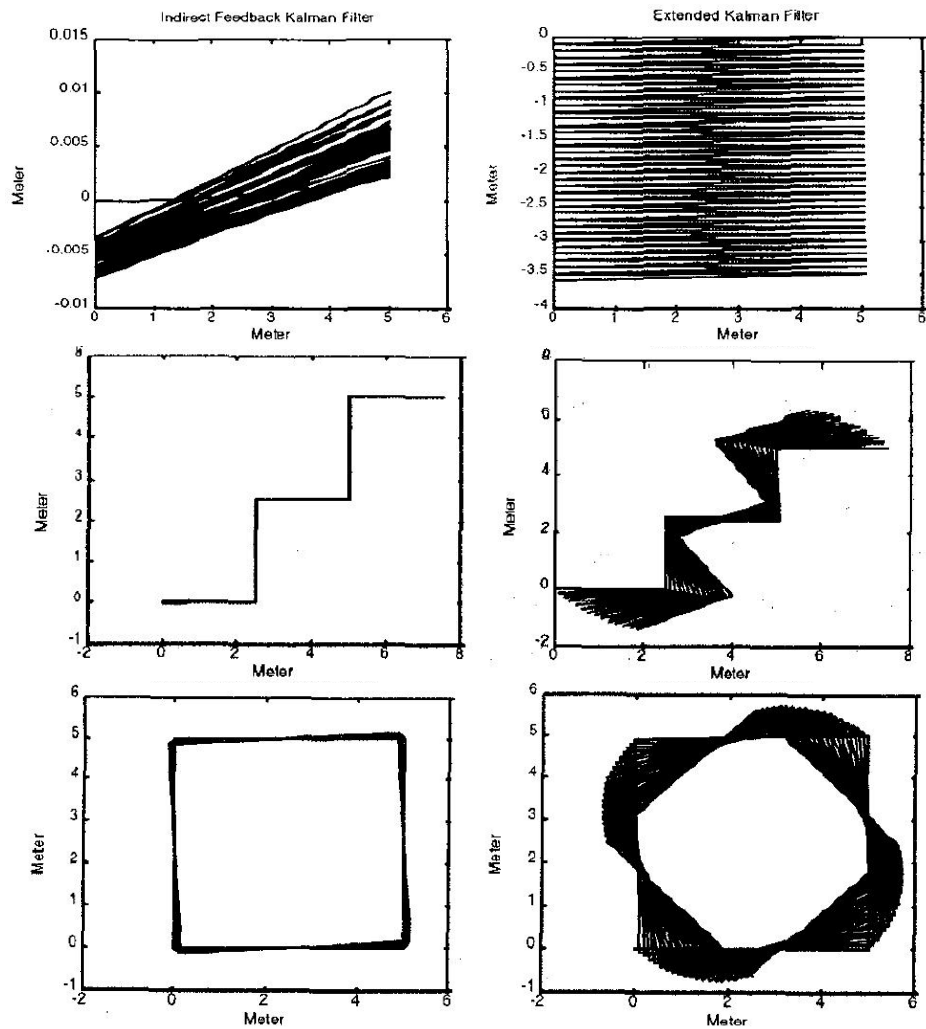 Indirect Feedback Kalman Filter
0.015
0.01
0.005
0
-0.005
-0.01
Meter
0 1 2 3 4 5 6
Meter
Extended Kalman Filter
0
-0.5
-1
-1.5
-2
-2.5
-3
-3.5
-4
Meter
0 1 2 3 4 5 6
Meter
5
4
3
2
1
0
-1
Meter
-2 0 2 4 6 8
Meter
6
4
2
0
-2
Meter
0 2 4 6 8
Meter
6
5
4
3
2
1
0
-1
Meter
-2 0 2 4 6
Meter
6
5
4
3
2
1
0
-1
Meter
-2 0 2 4 6
Meter